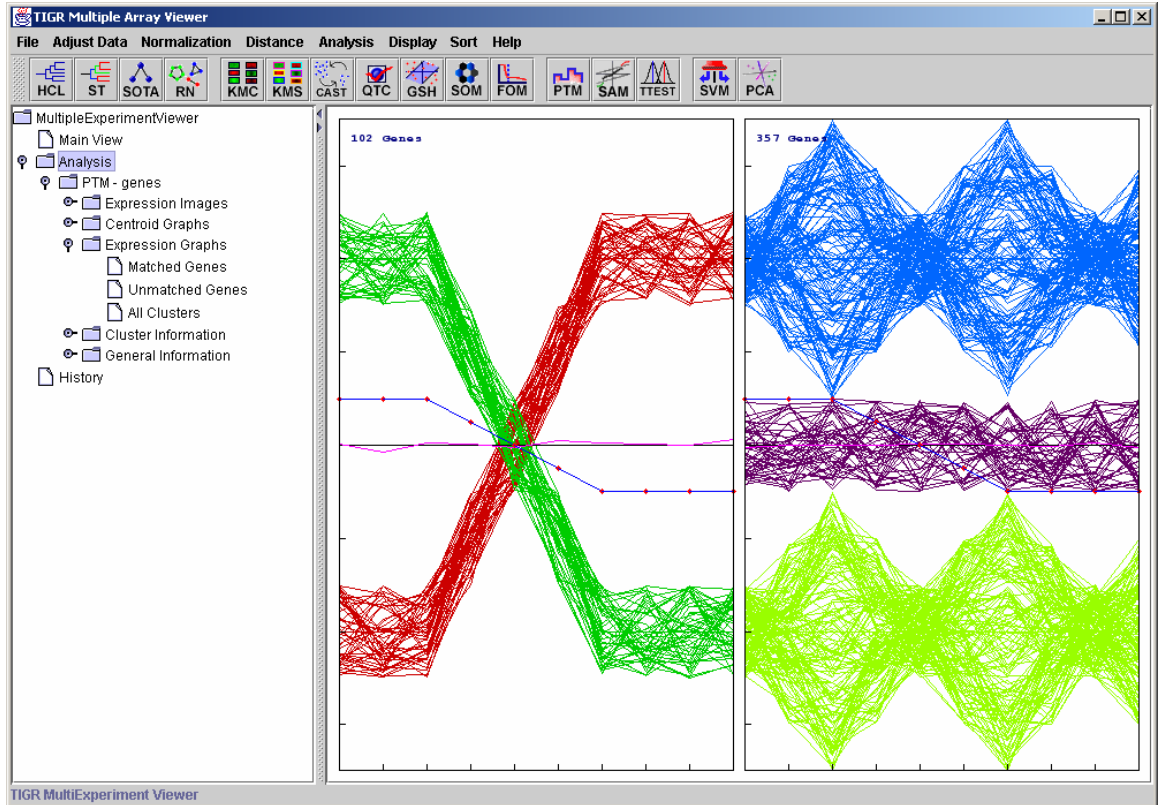 TIGR Multiple Array Viewer
File Adjust Data Normalization Distance Analysis Display Sort Help
HCL ST SOTA RN KMC KMS CAST QTC GSH SOM FOM PTM SAM TTEST SVM PCA
MultipleExperimentViewer
Main View
Analysis
PTM - genes
Expression Images
Centroid Graphs
Expression Graphs
Matched Genes
Unmatched Genes
All Clusters
Cluster Information
General Information
History
102 Genes
357 Genes
TIGR MultiExperiment Viewer